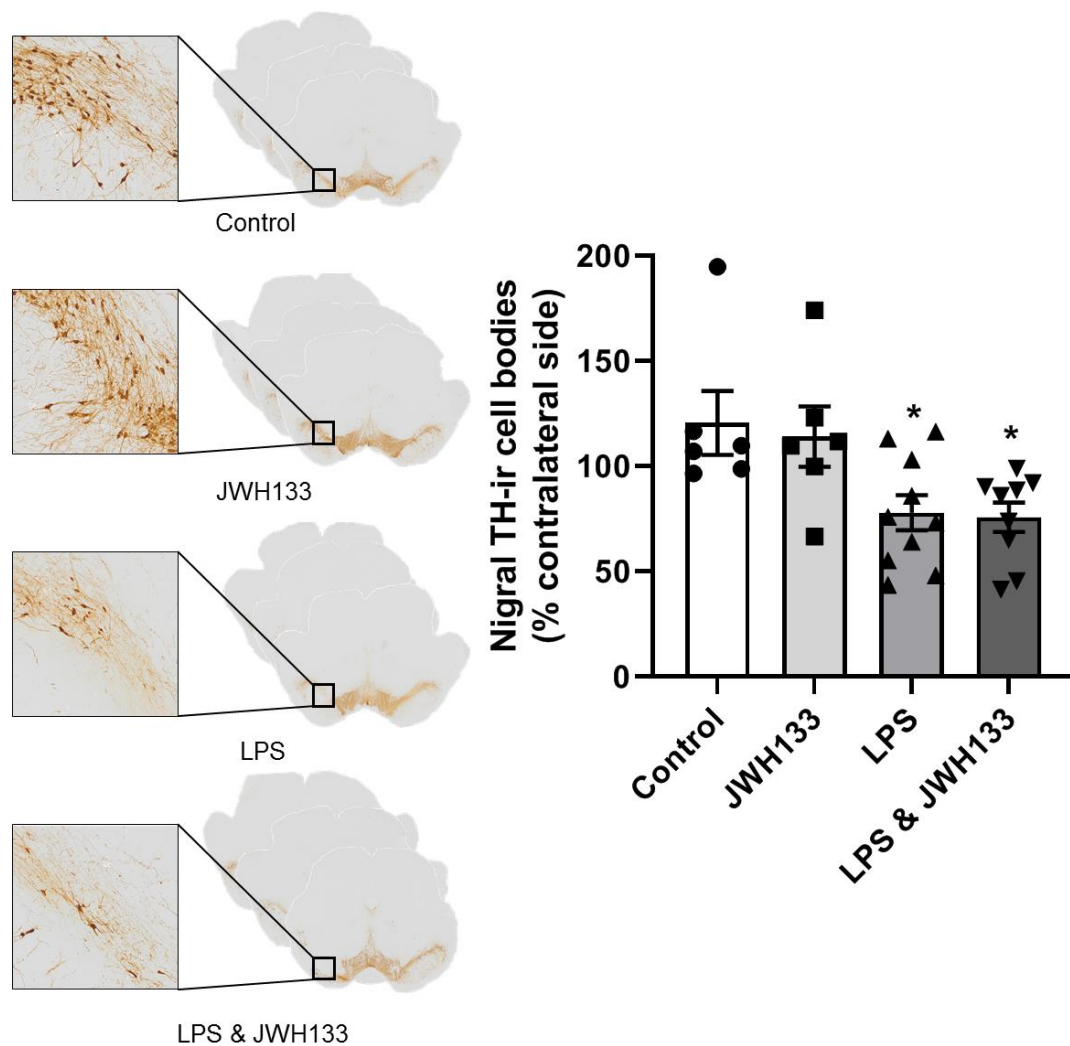 Control
JWH133
LPS
LPS & JWH133
Nigral TH-ir cell bodies
(% contralateral side)
200
150
100
50
0
*
*
Control
JWH133
LPS
LPS & JWH133